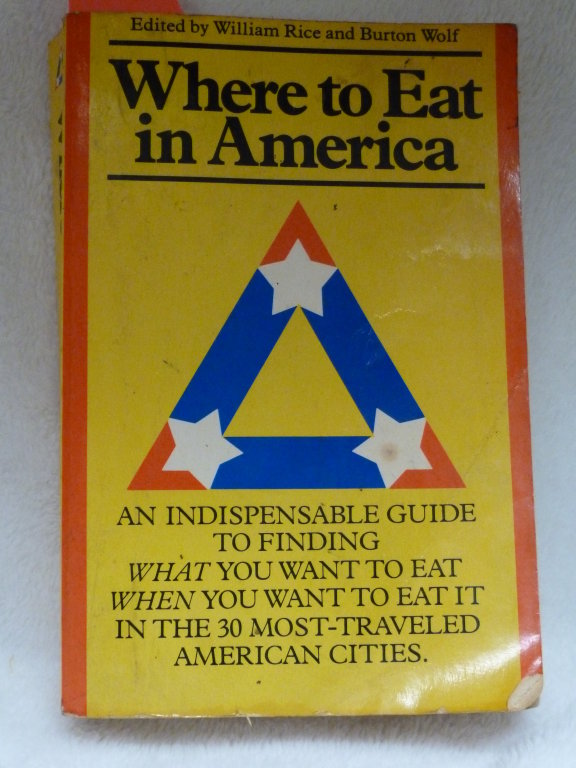 Edited by William Rice and Burton Wolf
Where to Eat
in America
AN INDISPENSABLE GUIDE
TO FINDING
WHAT YOU WANT TO EAT
WHEN YOU WANT TO EAT IT
IN THE 30 MOST-TRAVELED
AMERICAN CITIES.